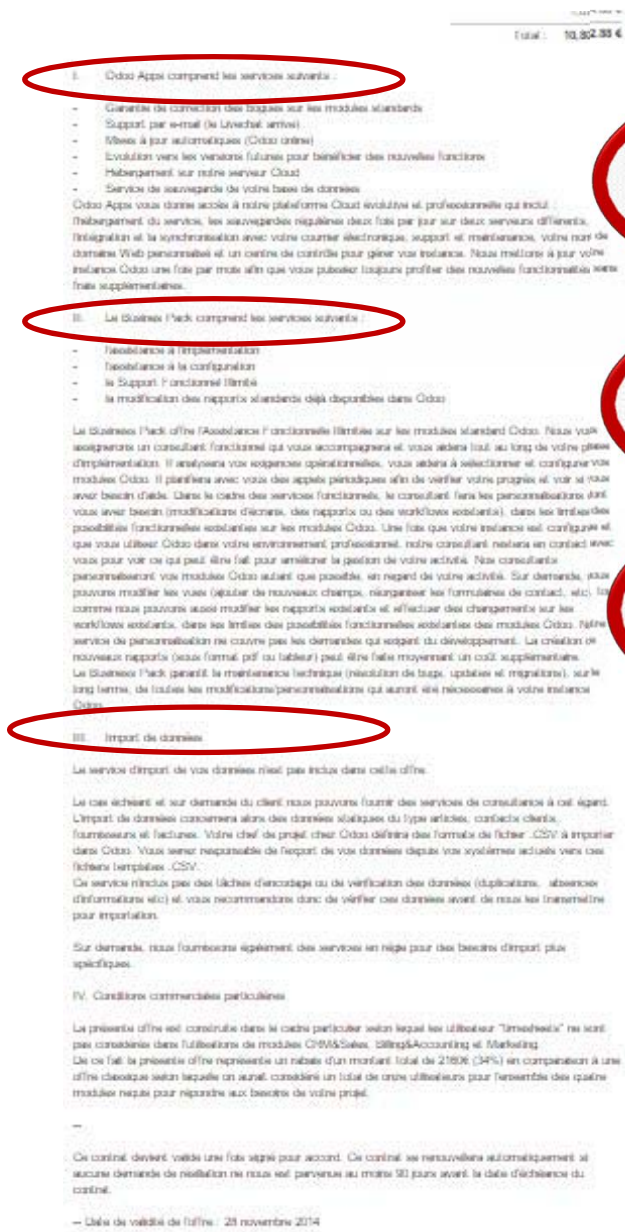 Total : 10,802.88 €
I. Odoo Apps comprend les services suivants :
- Garantie de correction des bogues sur les modules standards
- Support par e-mail (le Livechat arrive)
- Mises à jour automatiques (Odoo online)
- Evolution vers les versions futures pour bénéficier des nouvelles fonctions
- Hébergement sur notre serveur Cloud
- Service de sauvegarde de votre base de données
Odoo Apps vous donne accès à notre plateforme Cloud évolutive et professionnelle qui inclut :
l'hébergement du service, les sauvegardes régulières deux fois par jour sur deux serveurs différents,
l'intégration et la synchronisation avec votre courrier électronique, support et maintenance, votre nom de
domaine Web personnalisé et un centre de contrôle pour gérer vos instance. Nous mettons à jour votre
instance Odoo une fois par mois afin que vous puissiez toujours profiter des nouvelles fonctionnalités sans
frais supplémentaires.
II. Le Business Pack comprend les services suivants :
- l'assistance à l'implémentation
- l'assistance à la configuration
- le Support Fonctionnel Illimité
- la modification des rapports standards déjà disponibles dans Odoo
Le Business Pack offre l'Assistance Fonctionnelle Illimitée sur les modules standard Odoo. Nous vous
assignerons un consultant fonctionnel qui vous accompagnera et vous aidera tout au long de votre phase
d'implémentation. Il analysera vos exigences opérationnelles, vous aidera à sélectionner et configurer vos
modules Odoo. Il planifiera avec vous des appels périodiques afin de vérifier votre progrès et voir si vous
avez besoin d'aide. Dans le cadre des services fonctionnels, le consultant fera les personnalisations dont
vous avez besoin (modifications d'écrans, des rapports ou des workflows existants), dans les limites des
possibilités fonctionnelles existantes sur les modules Odoo. Une fois que votre instance est configurée et
que vous utilisez Odoo dans votre environnement professionnel, notre consultant restera en contact avec
vous pour voir ce qui peut être fait pour améliorer la gestion de votre activité. Nos consultants
personnaliseront vos modules Odoo autant que possible, en regard de votre activité. Sur demande, nous
pouvons modifier les vues (ajouter de nouveaux champs, réorganiser les formulaires de contact, etc), tout
comme nous pouvons aussi modifier les rapports existants et effectuer des changements sur les
workflows existants, dans les limites des possibilités fonctionnelles existantes des modules Odoo. Notre
service de personnalisation ne couvre pas les demandes qui exigent du développement. La création de
nouveaux rapports (sous format pdf ou tableur) peut être faite moyennant un coût supplémentaire.
Le Business Pack garantit la maintenance technique (résolution de bugs, updates et migrations), sur le
long terme, de toutes les modifications/personnalisations qui auront été nécessaires à votre instance
Odoo.
III. Import de données
Le service d'import de vos données n'est pas inclus dans cette offre.
Le cas échéant et sur demande du client nous pouvons fournir des services de consultance à cet égard.
L'import de données concernera alors des données statiques du type articles, contacts clients,
fournisseurs et factures. Votre chef de projet chez Odoo définira des formats de fichier .CSV à importer
dans Odoo. Vous serez responsable de l'export de vos données depuis vos systèmes actuels vers ces
fichiers templates .CSV.
Ce service n'inclus pas des tâches d'encodage ou de vérification des données (duplications, absences
d'informations etc) et vous recommandons donc de vérifier ces données avant de nous les transmettre
pour importation.
Sur demande, nous fournissons également des services en régie pour des besoins d'import plus
spécifiques.
IV. Conditions commerciales particulières
La présente offre est construite dans le cadre particulier selon lequel les utilisateur "timesheets" ne sont
pas considérés dans l'utilisations de modules CRM&Sales, Billing&Accounting et Marketing.
De ce fait la présente offre représente un rabais d'un montant total de 2160€ (34%) en comparaison à une
offre classique selon laquelle on aurait considéré un total de onze utilisateurs pour l'ensemble des quatre
modules requis pour répondre aux besoins de votre projet.
--
Ce contrat devient valide une fois signé pour accord. Ce contrat se renouvellera automatiquement si
aucune demande de résiliation ne nous est parvenue au moins 90 jours avant la date d'échéance du
contrat.
-- Date de validité de l'offre : 28 novembre 2014